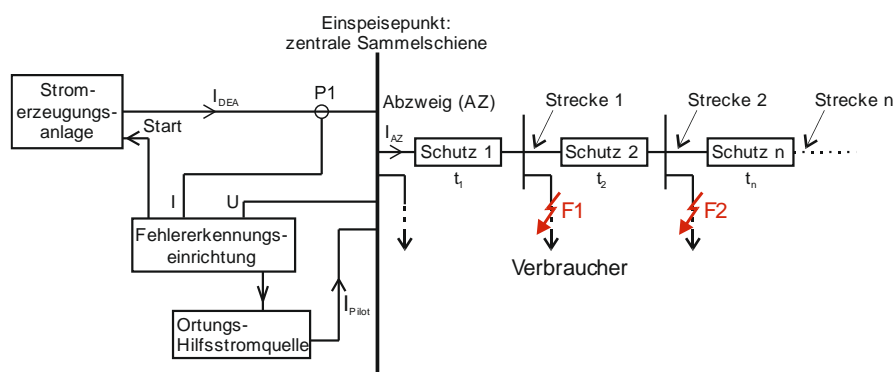 Einspeisepunkt:
zentrale Sammelschiene
Strom-
erzeugungs-
anlage
I_DEA
P1
Start
Abzweig (AZ)
I_AZ
Strecke 1
Strecke 2
Strecke n
Schutz 1
Schutz 2
Schutz n
t_1
t_2
t_n
I
U
F1
F2
Fehlererkennungs-
einrichtung
Verbraucher
I_Pilot
Ortungs-
Hilfsstromquelle